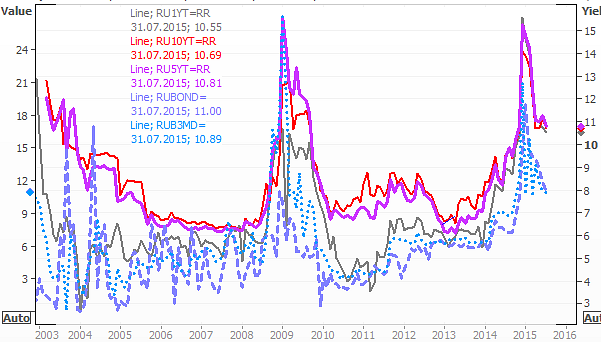 Value
Yield
Line; RU1YT=RR
31.07.2015; 10.55
Line; RU10YT=RR
31.07.2015; 10.69
Line; RU5YT=RR
31.07.2015; 10.81
Line; RUBOND=
31.07.2015; 11.00
Line; RUB3MD=
31.07.2015; 10.89
24
21
18
15
12
9
6
3
15
14
13
12
11
10
9
8
7
6
5
4
3
Auto
Aut
2003 2004 2005 2006 2007 2008 2009 2010 2011 2012 2013 2014 2015 2016